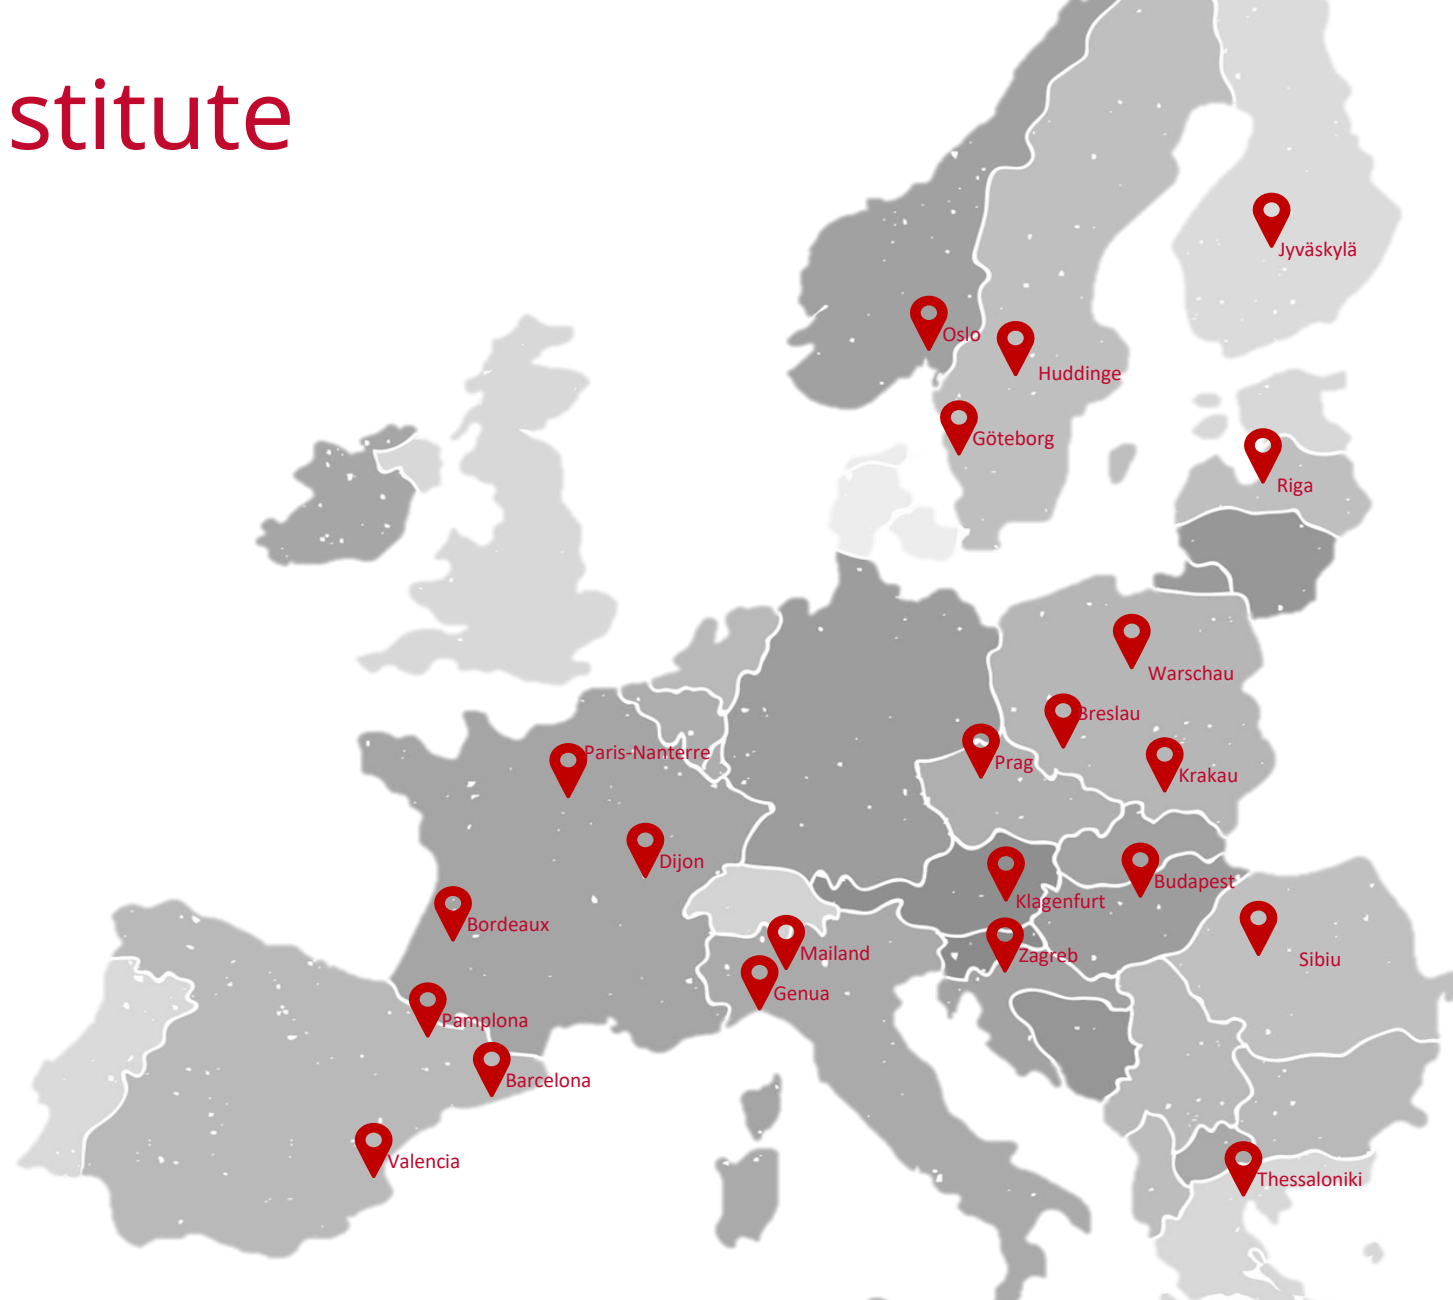 stitute
Jyväskylä
Oslo
Huddinge
Göteborg
Riga
Warschau
Breslau
Paris-Nanterre
Prag
Krakau
Dijon
Budapest
Klagenfurt
Bordeaux
Mailand
Zagreb
Sibiu
Genua
Pamplona
Barcelona
Valencia
Thessaloniki